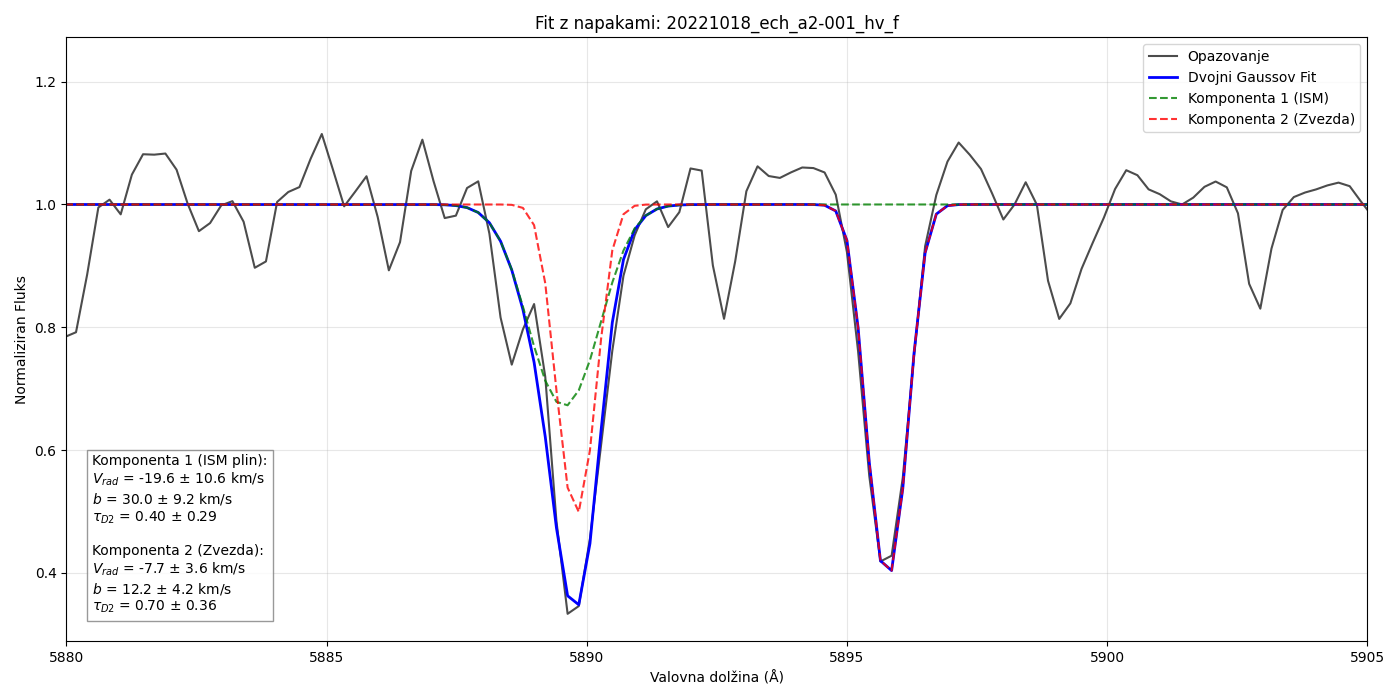 Fit z napakami: 20221018_ech_a2-001_hv_f
Opazovanje
Dvojni Gaussov Fit
Komponenta 1 (ISM)
Komponenta 2 (Zvezda)
1.2
1.0
0.8
0.6
0.4
Normaliziran Fluks
Komponenta 1 (ISM plin):
V_rad = -19.6 ± 10.6 km/s
b = 30.0 ± 9.2 km/s
τ_D2 = 0.40 ± 0.29
Komponenta 2 (Zvezda):
V_rad = -7.7 ± 3.6 km/s
b = 12.2 ± 4.2 km/s
τ_D2 = 0.70 ± 0.36
5880 5885 5890 5895 5900 5905
Valovna dolžina (Å)